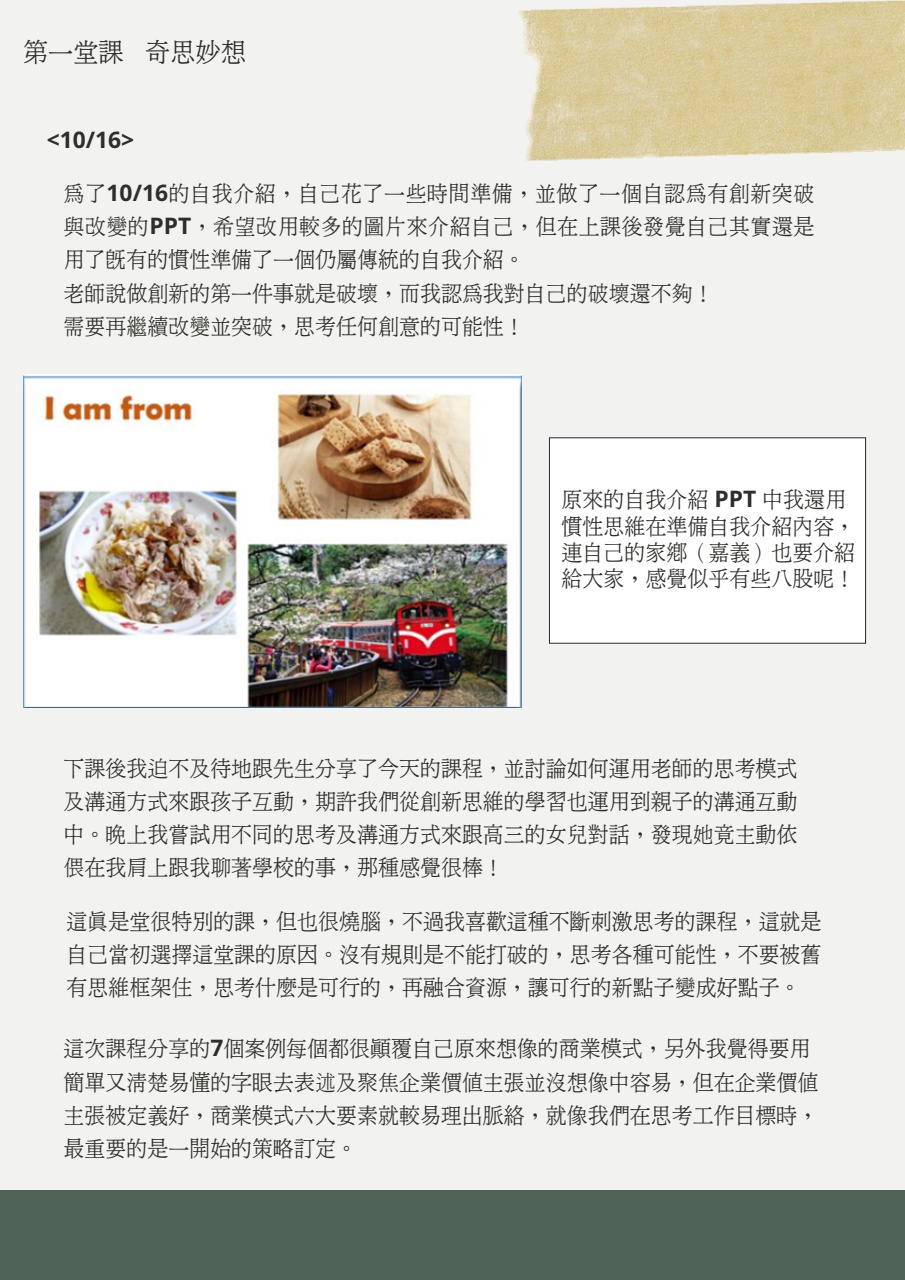 第一堂課 奇思妙想
<10/16>
為了10/16的自我介紹，自己花了一些時間準備，並做了一個自認為有創新突破
與改變的PPT，希望改用較多的圖片來介紹自己，但在上課後發覺自己其實還是
用了既有的慣性準備了一個仍屬傳統的自我介紹。
老師說做創新的第一件事就是破壞，而我認為我對自己的破壞還不夠！
需要再繼續改變並突破，思考任何創意的可能性！
I am from
原來的自我介紹 PPT 中我還用
慣性思維在準備自我介紹內容，
連自己的家鄉（嘉義）也要介紹
給大家，感覺似乎有些八股呢！
下課後我迫不及待地跟先生分享了今天的課程，並討論如何運用老師的思考模式
及溝通方式來跟孩子互動，期許我們從創新思維的學習也運用到親子的溝通互動
中。晚上我嘗試用不同的思考及溝通方式來跟高三的女兒對話，發現她竟主動依
偎在我肩上跟我聊著學校的事，那種感覺很棒！
這真是堂很特別的課，但也很燒腦，不過我喜歡這種不斷刺激思考的課程，這就是
自己當初選擇這堂課的原因。沒有規則是不能打破的，思考各種可能性，不要被舊
有思維框架住，思考什麼是可行的，再融合資源，讓可行的新點子變成好點子。
這次課程分享的7個案例每個都很顛覆自己原來想像的商業模式，另外我覺得要用
簡單又清楚易懂的字眼去表述及聚焦企業價值主張並沒想像中容易，但在企業價值
主張被定義好，商業模式六大要素就較易理出脈絡，就像我們在思考工作目標時，
最重要的是一開始的策略訂定。